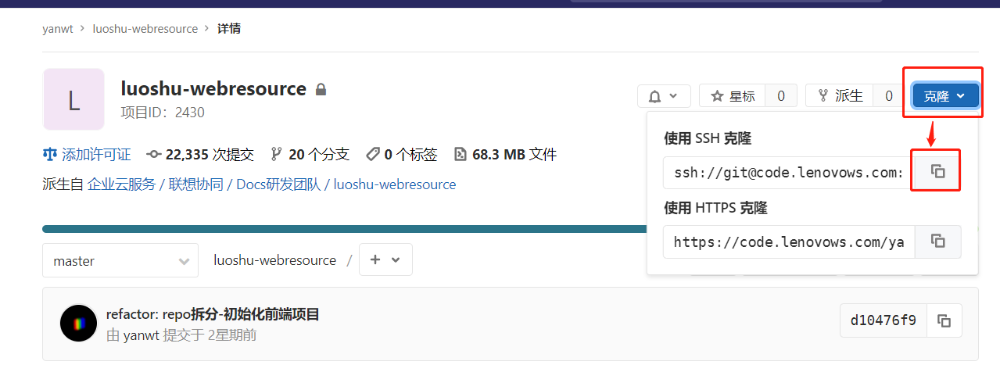 yanwt > luoshu-webresource > 详情
L
luoshu-webresource
项目ID：2430
星标 0
派生 0
克隆
添加许可证
22,335 次提交
20 个分支
0 个标签
68.3 MB 文件
派生自 企业云服务 / 联想协同 / Docs研发团队 / luoshu-webresource
使用 SSH 克隆
ssh://git@code.lenovows.com:
使用 HTTPS 克隆
https://code.lenovows.com/ya
master
luoshu-webresource /
+
refactor: repo拆分-初始化前端项目
由 yanwt 提交于 2星期前
d10476f9